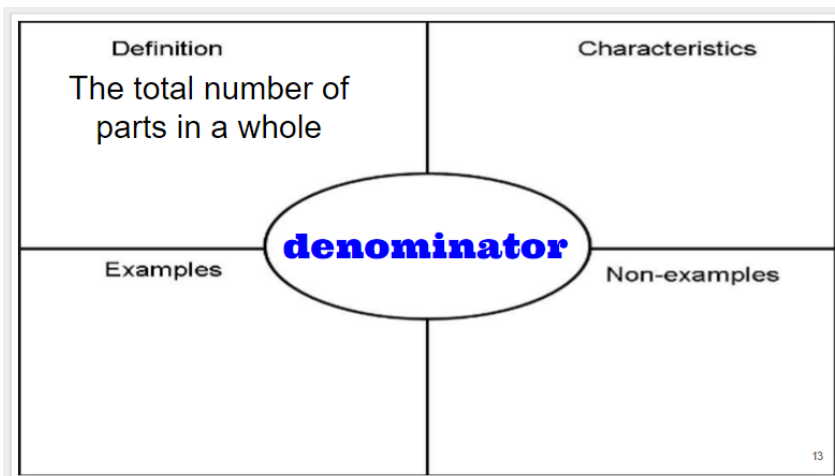 Definition
The total number of
parts in a whole
Characteristics
denominator
Examples
Non-examples
13